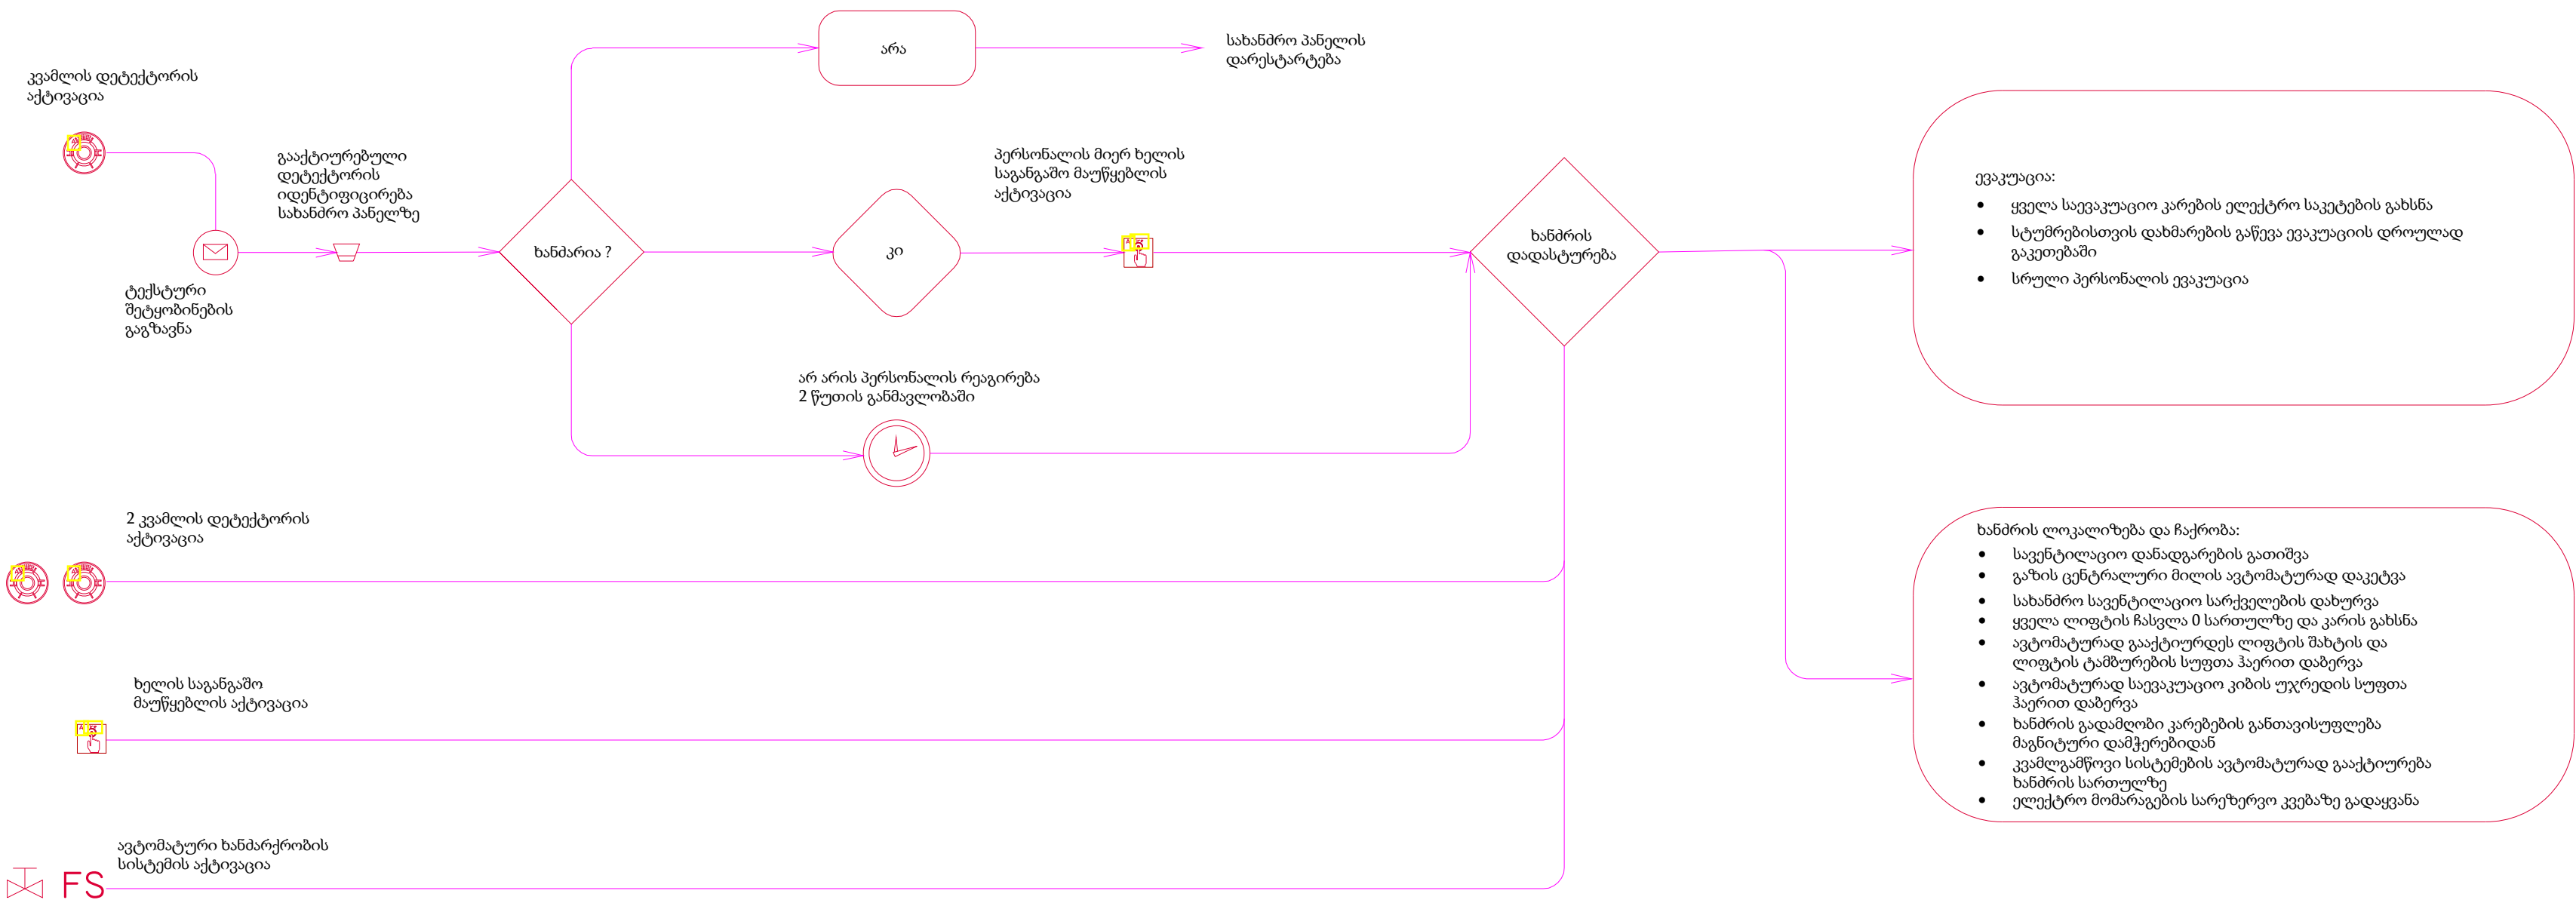 არა
სახანძრო პანელის
დარესტარტება
კვამლის დეტექტორის
აქტივაცია
გააქტიურებული
დეტექტორის
იდენტიფიცირება
სახანძრო პანელზე
პერსონალის მიერ ხელის
საგანგაშო მაუწყებლის
აქტივაცია
ხანძარია ?
კი
ხანძრის
დადასტურება
ტექსტური
შეტყობინების
გაგზავნა
ევაკუაცია:
• ყველა საევაკუაციო კარების ელექტრო საკეტების გახსნა
• სტუმრებისთვის დახმარების გაწევა ევაკუაციის დროულად
გაკეთებაში
• სრული პერსონალის ევაკუაცია
არ არის პერსონალის რეაგირება
2 წუთის განმავლობაში
2 კვამლის დეტექტორის
აქტივაცია
ხანძრის ლოკალიზება და ჩაქრობა:
• სავენტილაციო დანადგარების გათიშვა
• გაზის ცენტრალური მილის ავტომატურად დაკეტვა
• სახანძრო სავენტილაციო სარქველების დახურვა
• ყველა ლიფტის ჩასვლა 0 სართულზე და კარის გახსნა
• ავტომატურად გააქტიურდეს ლიფტის შახტის და
ლიფტის ტამბურების სუფთა ჰაერით დაბერვა
• ავტომატურად საევაკუაციო კიბის უჯრედის სუფთა
ჰაერით დაბერვა
• ხანძრის გადამღობი კარებების განთავისუფლება
მაგნიტური დამჭერებიდან
• კვამლგამწოვი სისტემების ავტომატურად გააქტიურება
ხანძრის სართულზე
• ელექტრო მომარაგების სარეზერვო კვებაზე გადაყვანა
ხელის საგანგაშო
მაუწყებლის აქტივაცია
ავტომატური ხანმარქრობის
სისტემის აქტივაცია
FS